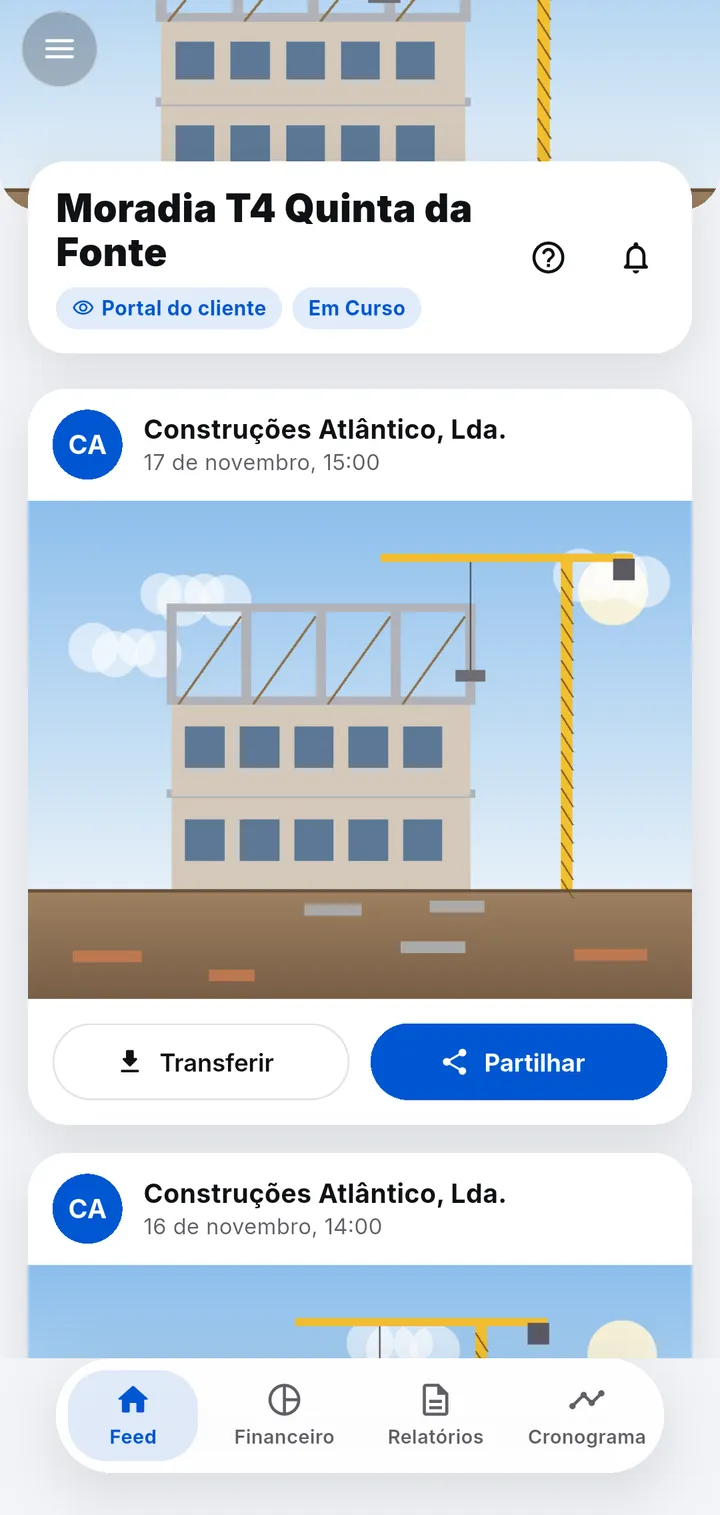 Moradia T4 Quinta da
Fonte
Portal do cliente
Em Curso
CA
Construções Atlântico, Lda.
17 de novembro, 15:00
Transferir
Partilhar
CA
Construções Atlântico, Lda.
16 de novembro, 14:00
Feed
Financeiro
Relatórios
Cronograma